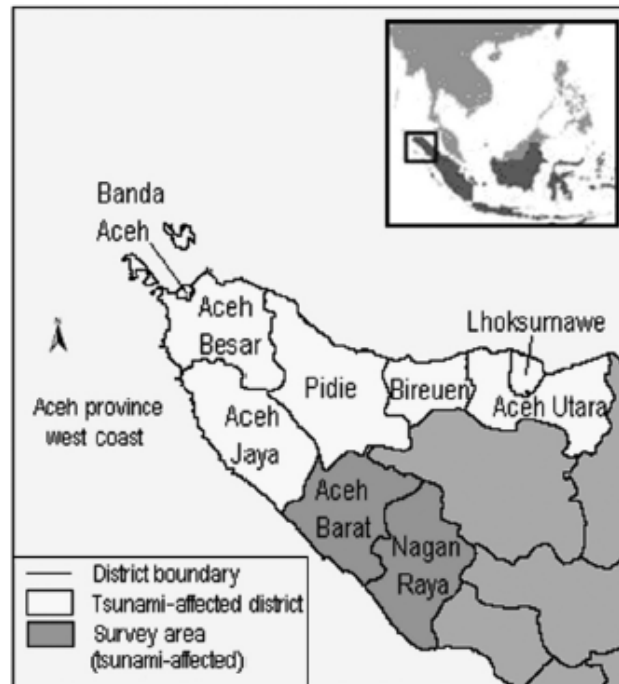 Banda
Aceh
Aceh
Besar
Lhoksumawe
Pidie
Bireuen
Aceh Utara
Aceh province
west coast
Aceh
Jaya
Aceh
Barat
Nagan
Raya
District boundary
Tsunami-affected district
Survey area
(tsunami-affected)